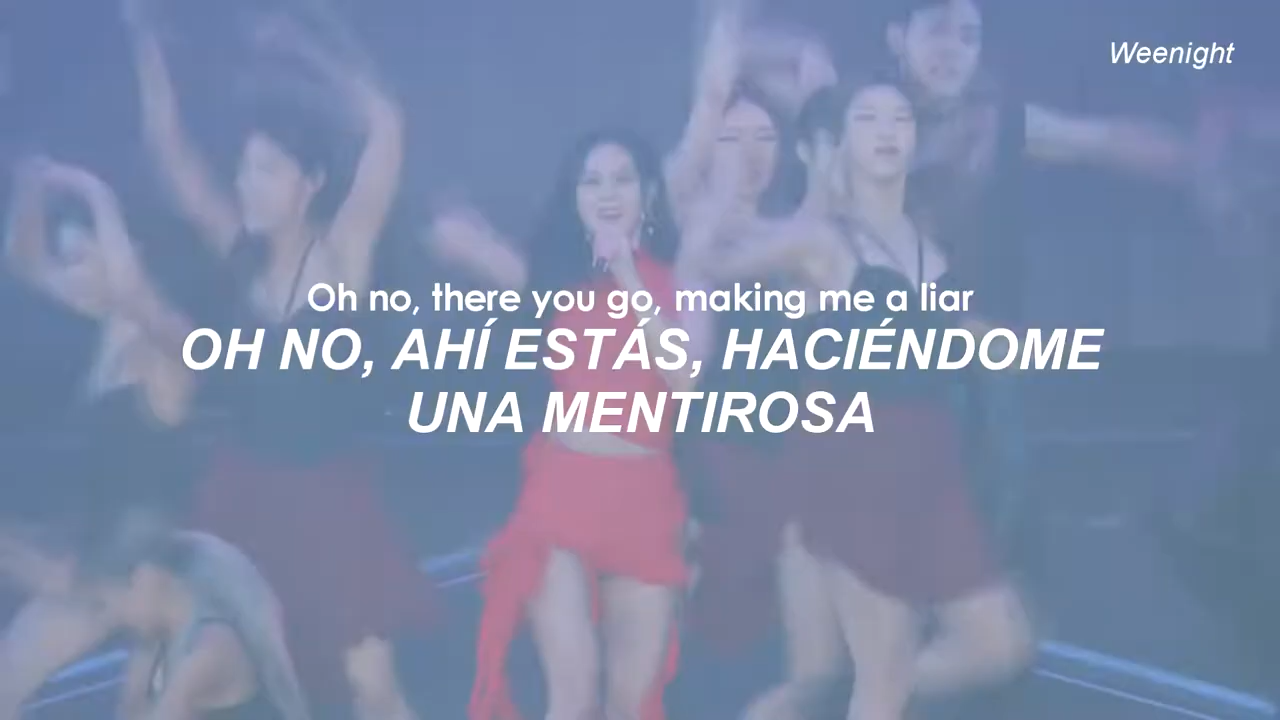 Weenight
Oh no, there you go, making me a liar
OH NO, AHÍ ESTÁS, HACIÉNDOME
UNA MENTIROSA